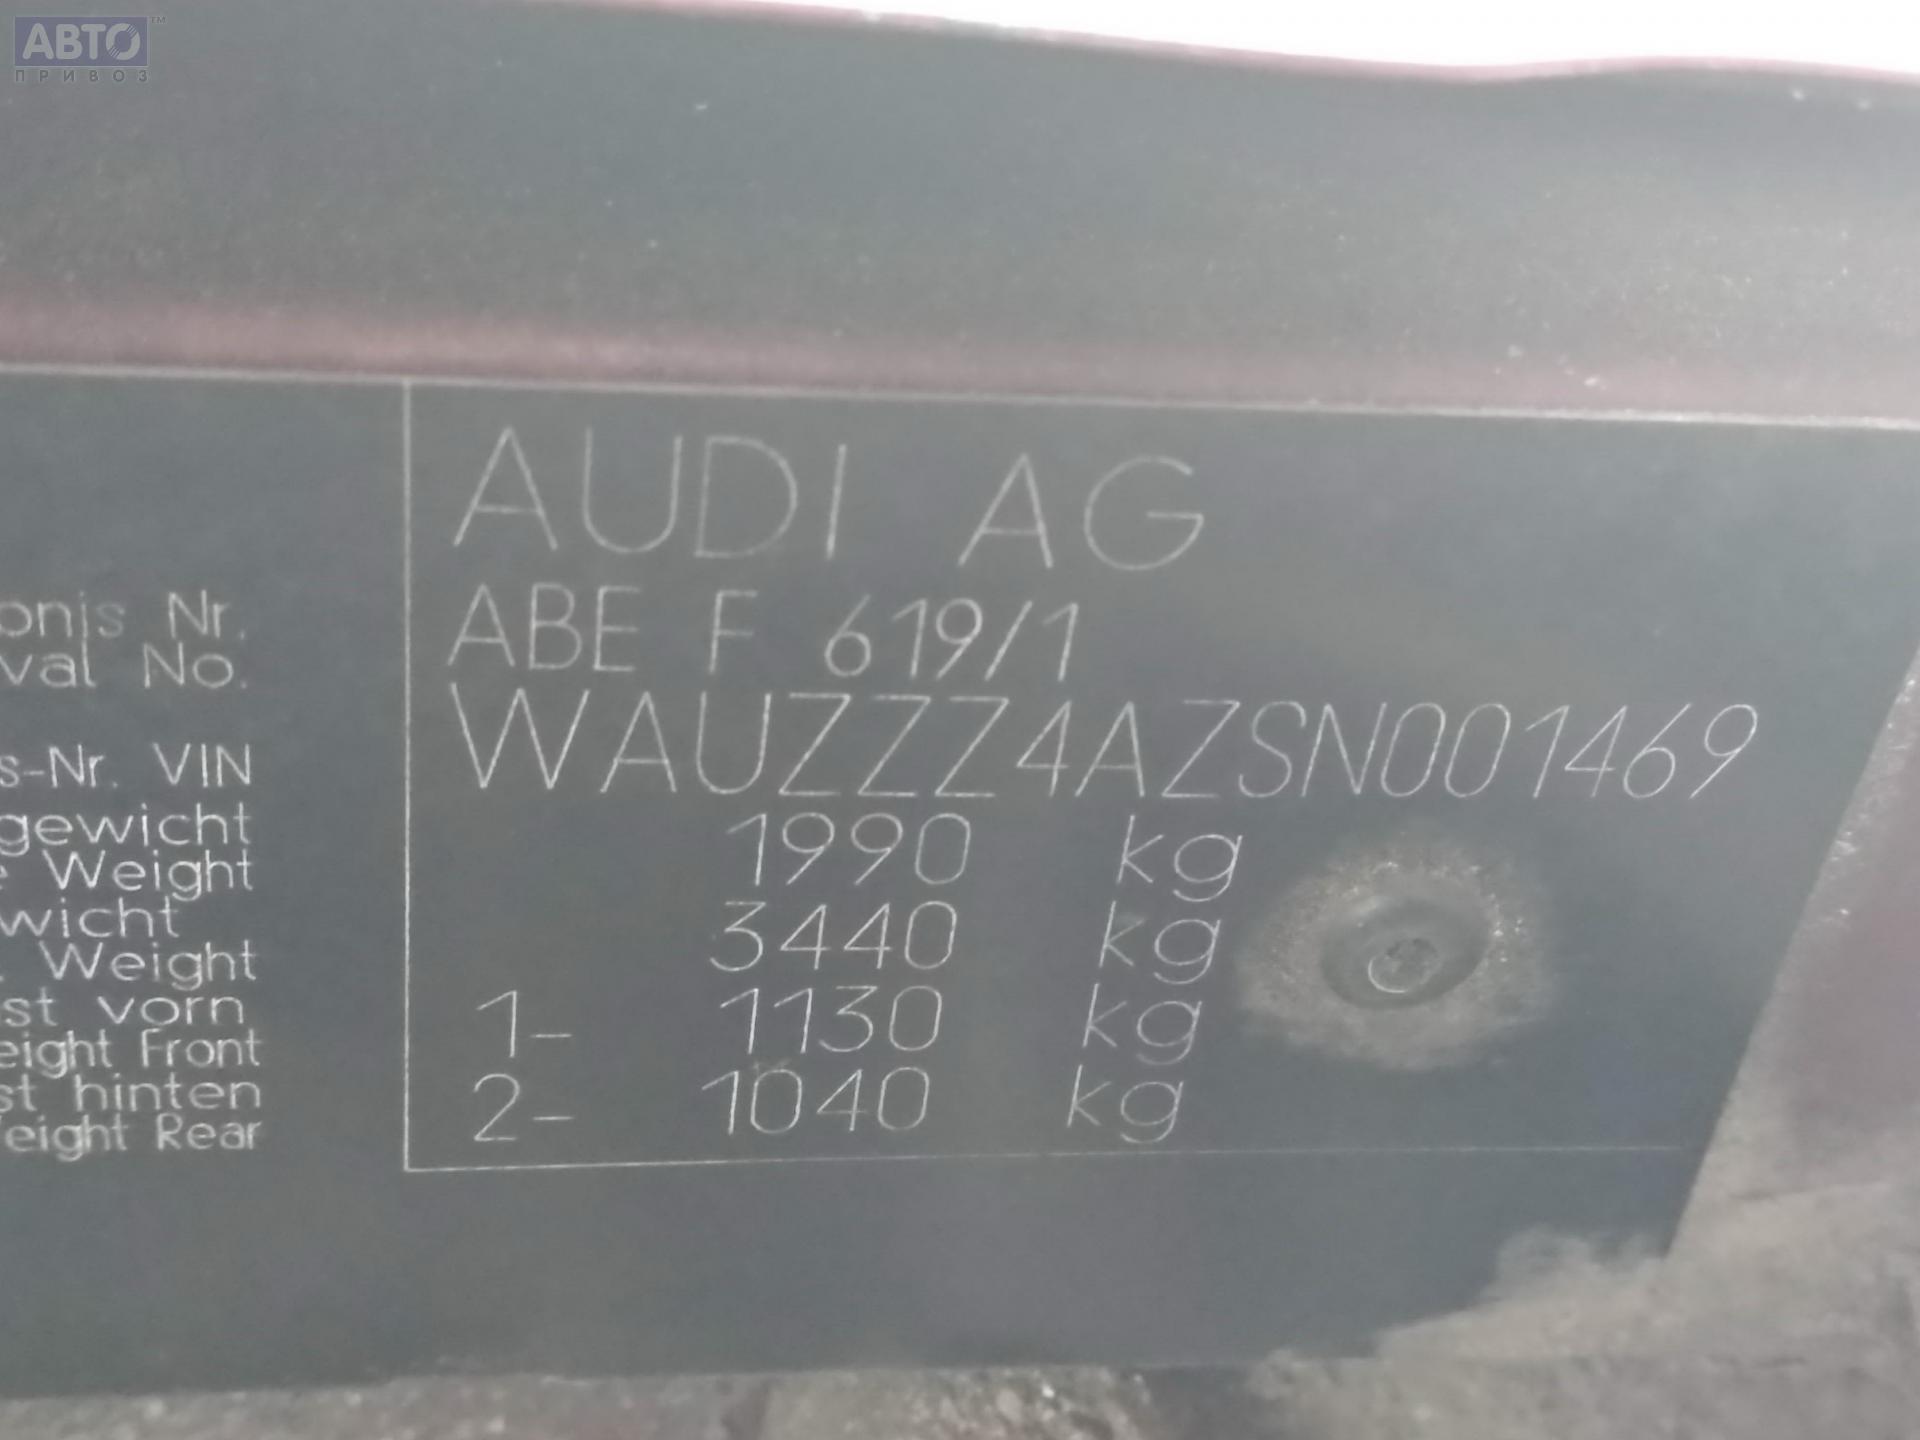 АВТО™
ПРИВОЗ
AUDI AG
onis Nr. ABE F 619/1
val No.
s-Nr. VIN WAUZZZ4AZSN001469
gewicht 1990 kg
e Weight
wicht 3440 kg
. Weight
st vorn 1- 1130 kg
eight Front
st hinten 2- 1040 kg
eight Rear